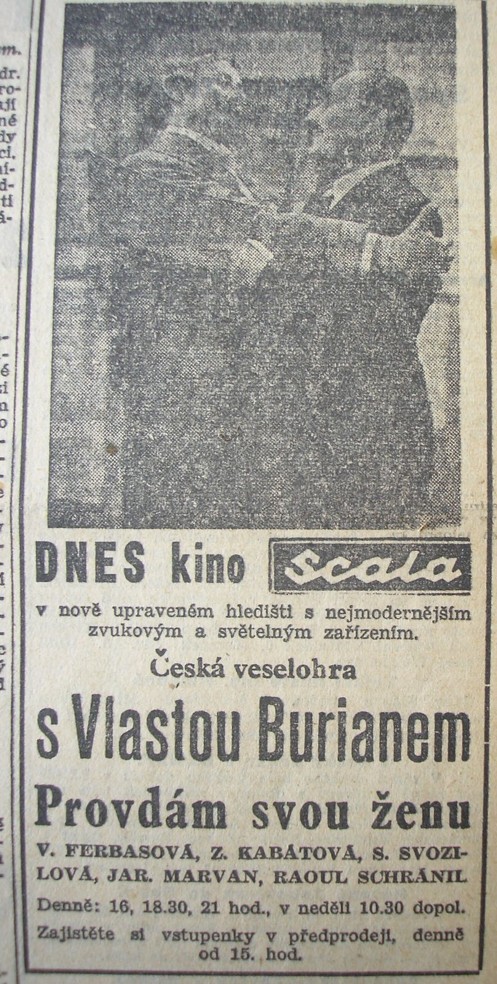 DNES kino scala
v nově upraveném hledišti s nejmodernějším
zvukovým a světelným zařízením.
Česká veselohra
s Vlastou Burianem
Provdám svou ženu
V. FERBASOVÁ, Z. KABÁTOVÁ, S. SVOZI-
LOVÁ, JAR. MARVAN, RAOUL SCHRÁNIL
Denně: 16, 18.30, 21 hod., v neděli 10.30 dopol.
Zajistěte si vstupenky v předprodeji, denně
od 15. hod.